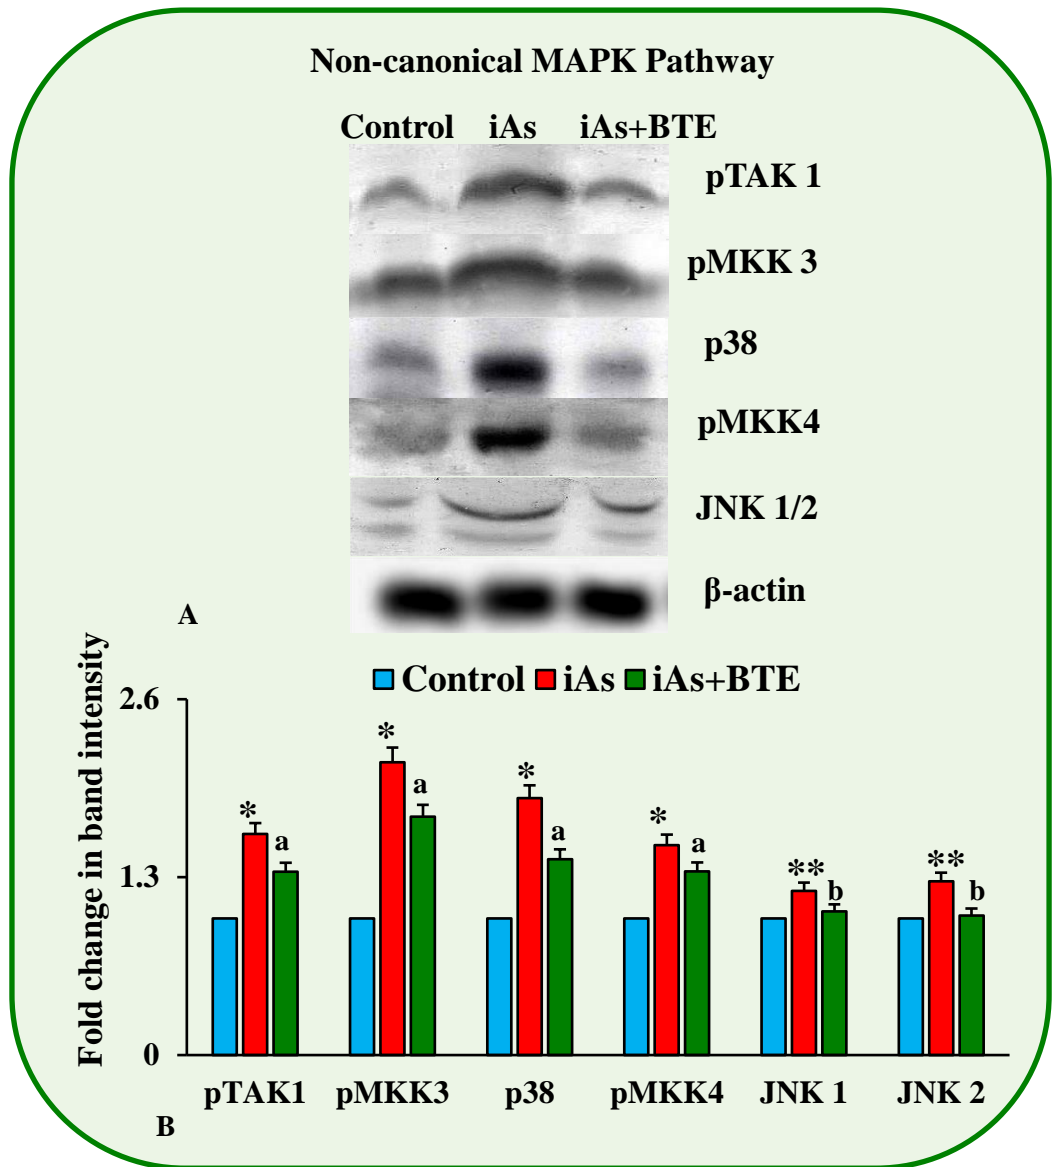 Non-canonical MAPK Pathway
Control iAs iAs+BTE
pTAK 1
pMKK 3
p38
pMKK4
JNK 1/2
β-actin
A
Control iAs iAs+BTE
Fold change in band intensity
2.6
1.3
0
* a
* a
* a
* a
** b
** b
pTAK1 pMKK3 p38 pMKK4 JNK 1 JNK 2
B